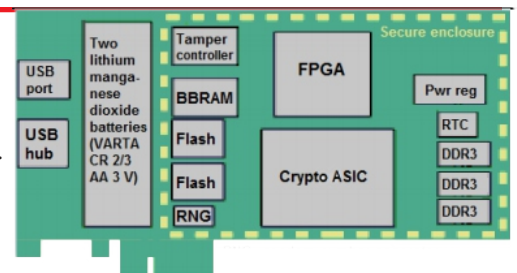 USB
port
USB
hub
Two
lithium
manga-
nese
dioxide
batteries
(VARTA
CR 2/3
AA 3 V)
Tamper
controller
BBRAM
Flash
Flash
RNG
FPGA
Crypto ASIC
Secure enclosure
Pwr reg
RTC
DDR3
DDR3
DDR3